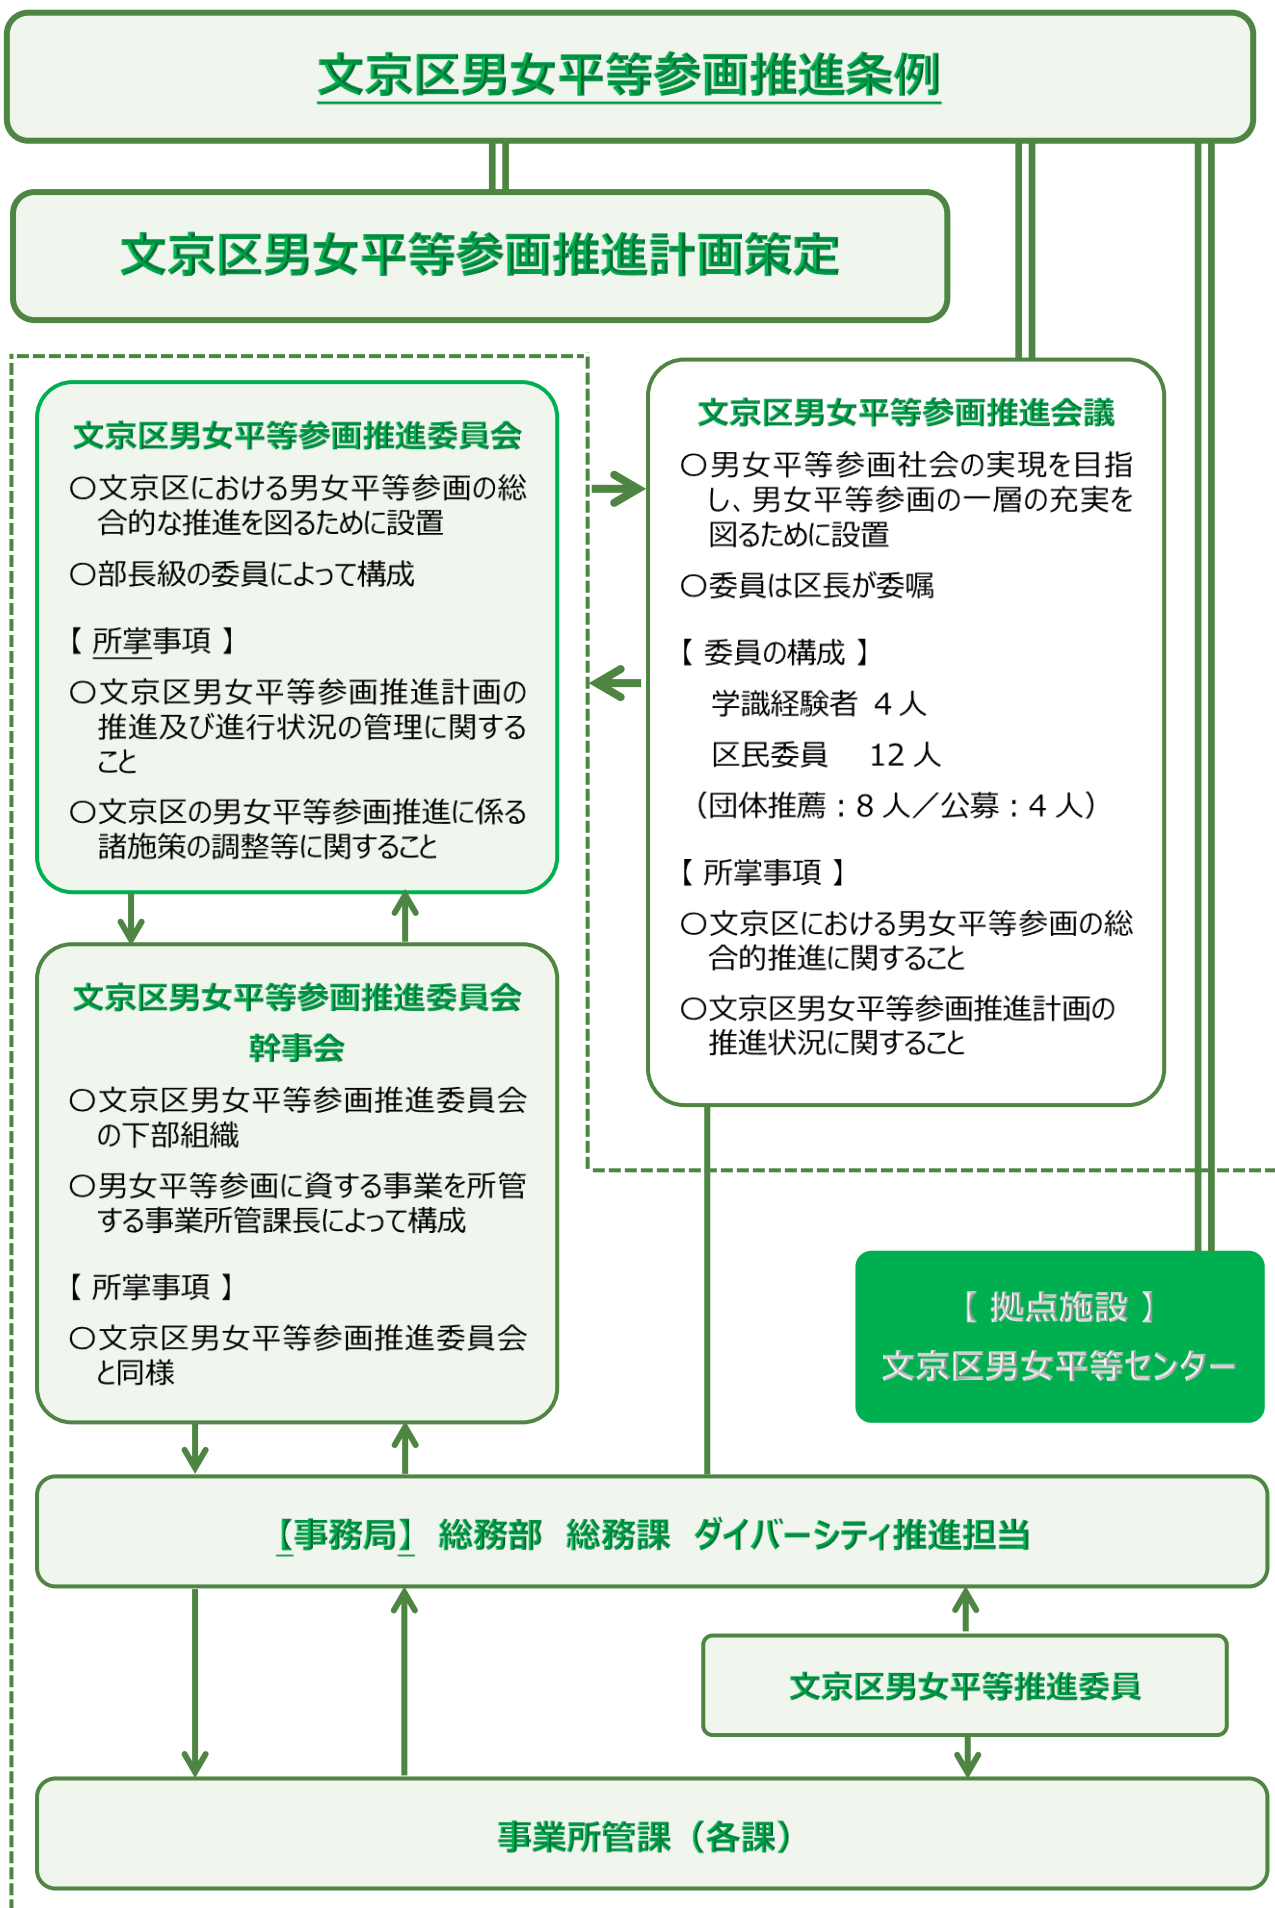 文京区男女平等参画推進条例
文京区男女平等参画推進計画策定
文京区男女平等参画推進委員会
〇文京区における男女平等参画の総
合的な推進を図るために設置
〇部長級の委員によって構成
【 所掌事項 】
〇文京区男女平等参画推進計画の
推進及び進行状況の管理に関する
こと
〇文京区の男女平等参画推進に係る
諸施策の調整等に関すること
文京区男女平等参画推進会議
〇男女平等参画社会の実現を目指
し、男女平等参画の一層の充実を
図るために設置
〇委員は区長が委嘱
【 委員の構成 】
学識経験者 4 人
区民委員 12 人
（団体推薦：8 人／公募：4 人）
【 所掌事項 】
〇文京区における男女平等参画の総
合的推進に関すること
〇文京区男女平等参画推進計画の
推進状況に関すること
文京区男女平等参画推進委員会
幹事会
〇文京区男女平等参画推進委員会
の下部組織
〇男女平等参画に資する事業を所管
する事業所管課長によって構成
【 所掌事項 】
〇文京区男女平等参画推進委員会
と同様
【 拠点施設 】
文京区男女平等センター
【事務局】 総務部 総務課 ダイバーシティ推進担当
文京区男女平等推進委員
事業所管課（各課）